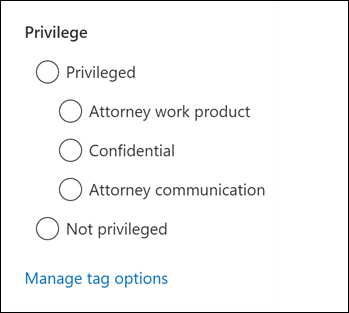 Privilege
Privileged
Attorney work product
Confidential
Attorney communication
Not privileged
Manage tag options